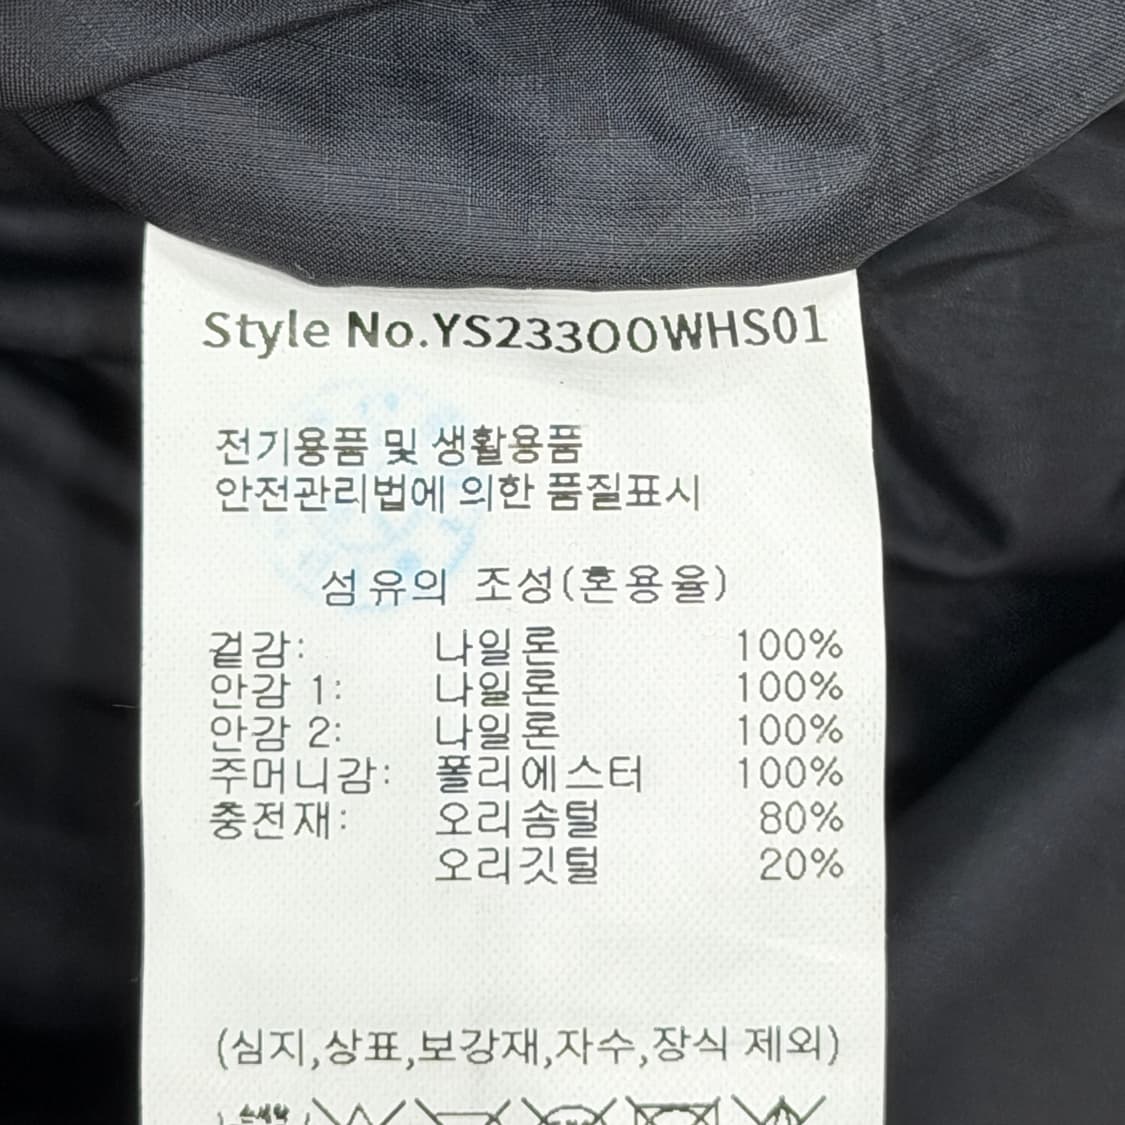 Style No.YS23300WHS01
전기용품 및 생활용품
안전관리법에 의한 품질표시
섬유의 조성(혼용율)
겉감: 나일론 100%
안감 1: 나일론 100%
안감 2: 나일론 100%
주머니감: 폴리에스터 100%
충전재: 오리솜털 80%
오리깃털 20%
(심지,상표,보강재,자수,장식 제외)